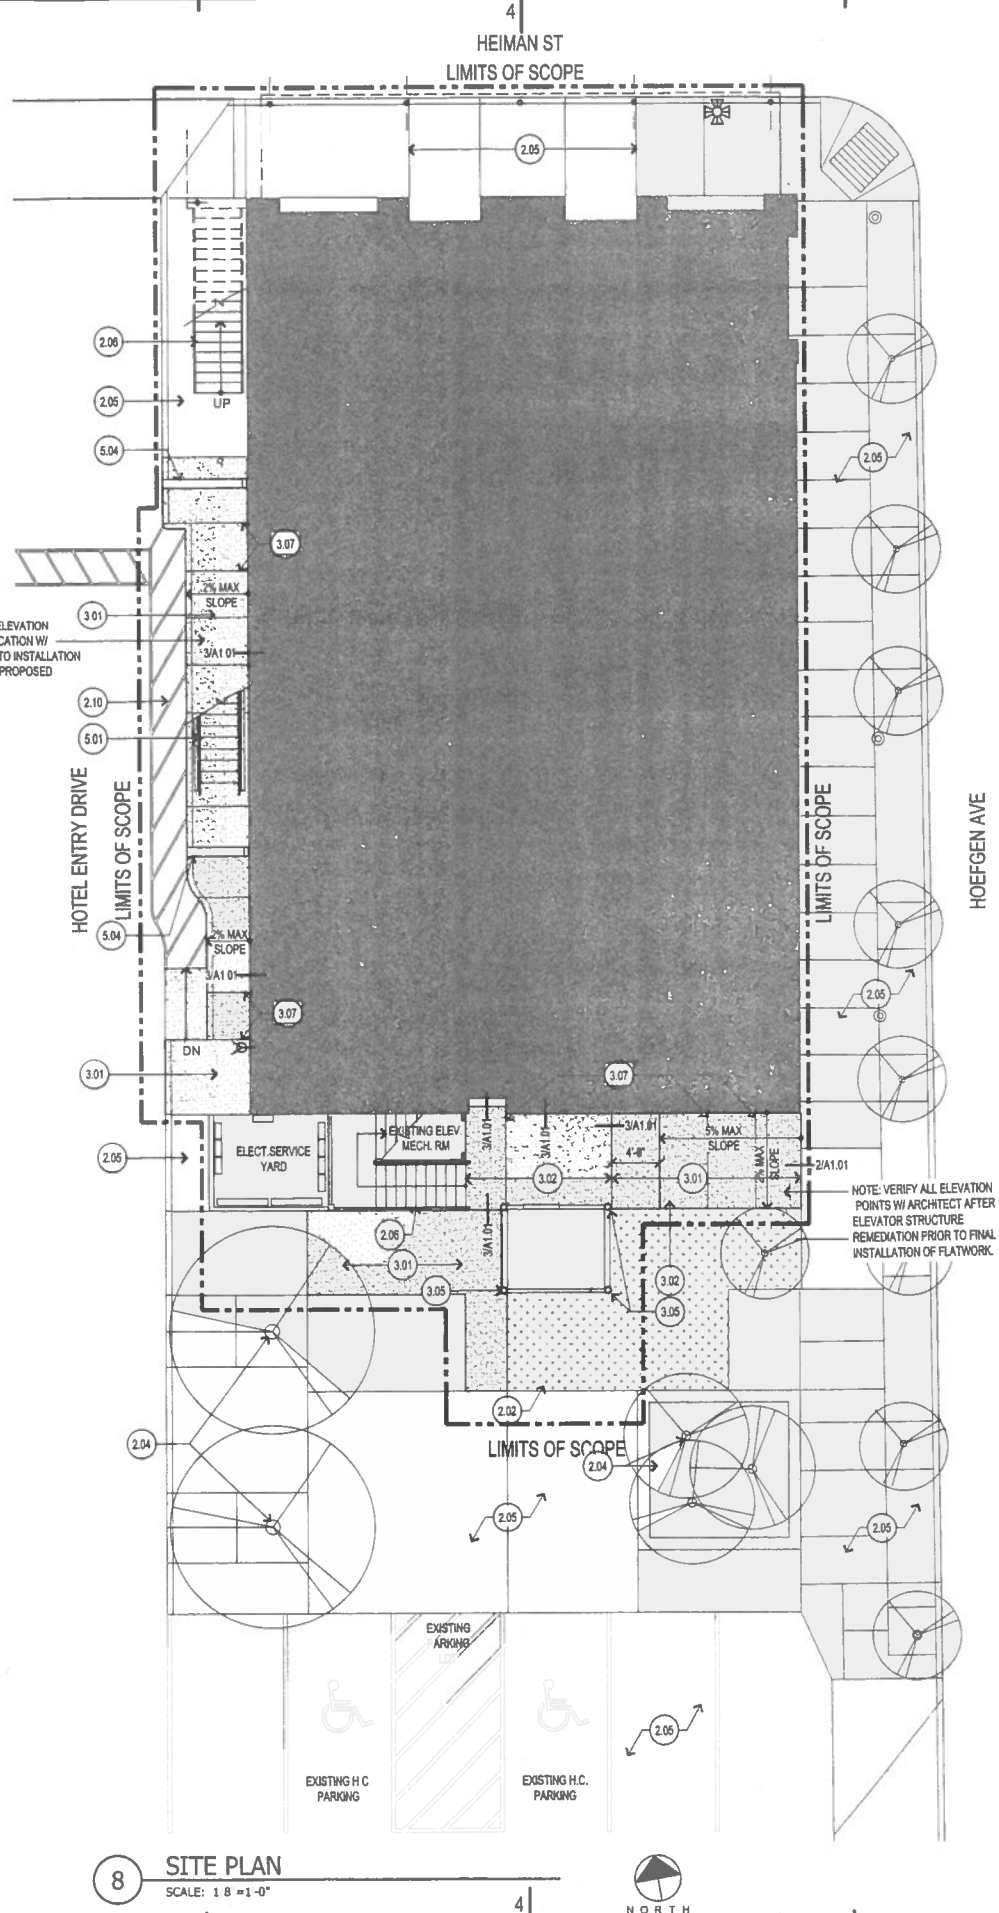 4
HEIMAN ST
LIMITS OF SCOPE
2.05
2.06
2.05
UP
5.04
2.05
3.07
2% MAX
SLOPE
3.01
ELEVATION
CATION W/
TO INSTALLATION
PROPOSED
3/A1.01
2.10
5.01
HOTEL ENTRY DRIVE
LIMITS OF SCOPE
LIMITS OF SCOPE
HOEFGEN AVE
5.04
2% MAX
SLOPE
3/A1.01
2.05
3.07
DN
3.01
3.07
2.05
ELECT.SERVICE
YARD
EXISTING ELEV.
MECH. RM
3/A1.01
3/A1.01
3/A1.01
5% MAX
SLOPE
4'-8"
2% MAX
SLOPE
2/A1.01
3.02
3.01
NOTE: VERIFY ALL ELEVATION
POINTS W/ ARCHITECT AFTER
ELEVATOR STRUCTURE
REMEDIATION PRIOR TO FINAL
INSTALLATION OF FLATWORK.
2.06
3/A1.01
3.01
3.05
3.02
3.05
2.02
2.04
LIMITS OF SCOPE
2.04
2.05
2.05
EXISTING
ARKING
2.05
EXISTING H C
PARKING
EXISTING H.C.
PARKING
8
SITE PLAN
SCALE: 1 8 =1-0"
4
NORTH